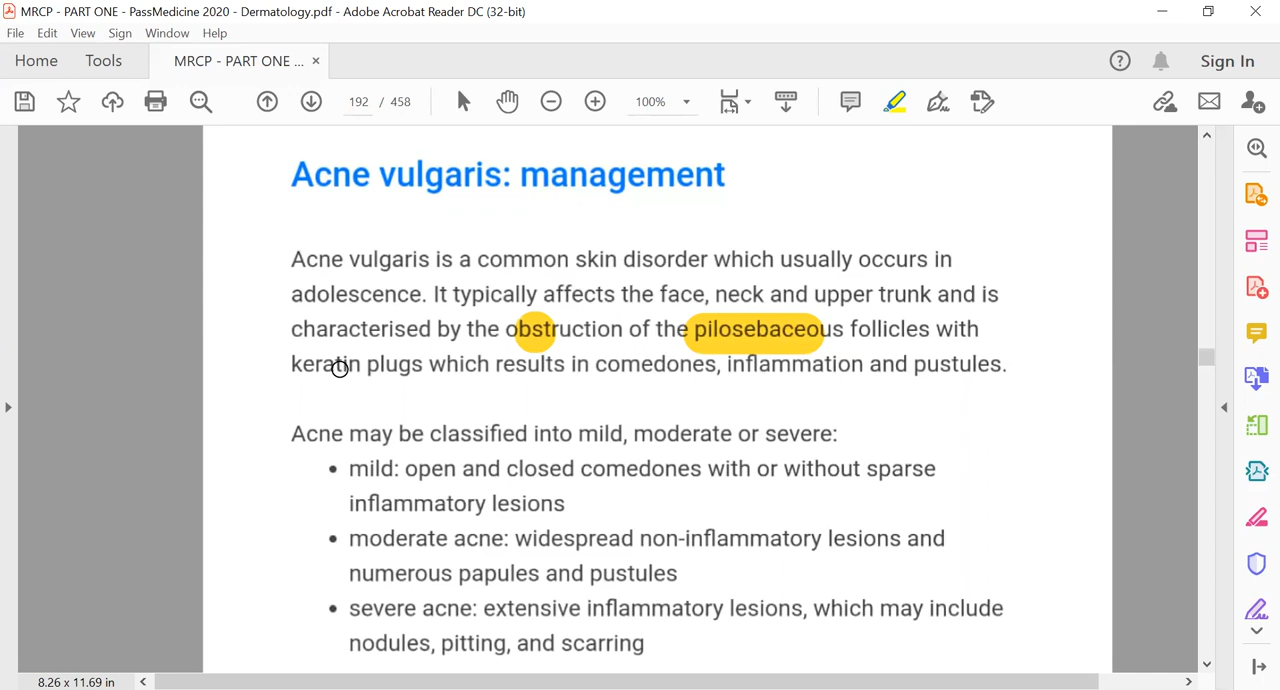 MRCP - PART ONE - PassMedicine 2020 - Dermatology.pdf - Adobe Acrobat Reader DC (32-bit)
File Edit View Sign Window Help
Home Tools MRCP - PART ONE ... × Sign In
192 / 458 100%
Acne vulgaris: management
Acne vulgaris is a common skin disorder which usually occurs in
adolescence. It typically affects the face, neck and upper trunk and is
characterised by the obstruction of the pilosebaceous follicles with
keratin plugs which results in comedones, inflammation and pustules.
Acne may be classified into mild, moderate or severe:
• mild: open and closed comedones with or without sparse
inflammatory lesions
• moderate acne: widespread non-inflammatory lesions and
numerous papules and pustules
• severe acne: extensive inflammatory lesions, which may include
nodules, pitting, and scarring
8.26 x 11.69 in